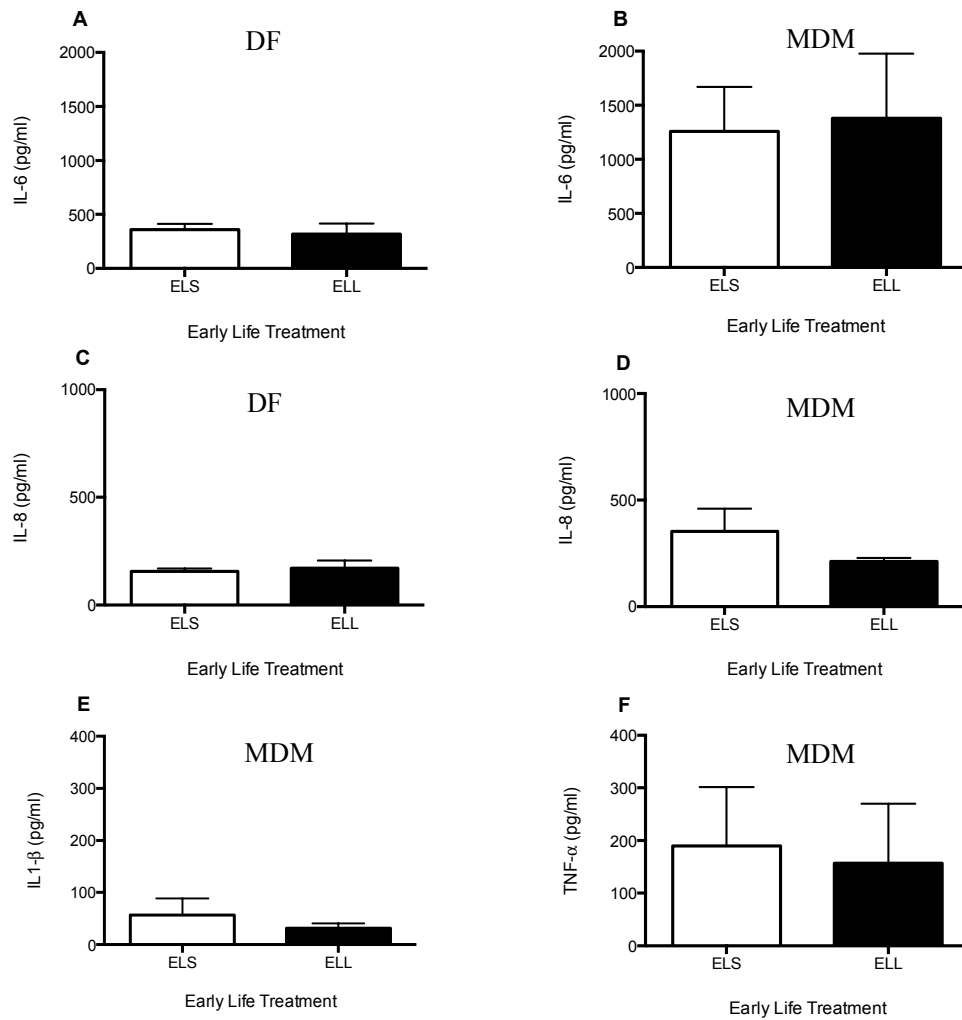 A
DF
2000
1500
1000
500
0
IL-6 (pg/ml)
ELS ELL
Early Life Treatment
B
MDM
2000
1500
1000
500
0
IL-6 (pg/ml)
ELS ELL
Early Life Treatment
C
DF
1000
500
0
IL-8 (pg/ml)
ELS ELL
Early Life Treatment
D
MDM
1000
500
0
IL-8 (pg/ml)
ELS ELL
Early Life Treatment
E
MDM
400
300
200
100
0
IL1-β (pg/ml)
ELS ELL
Early Life Treatment
F
MDM
400
300
200
100
0
TNF-α (pg/ml)
ELS ELL
Early Life Treatment